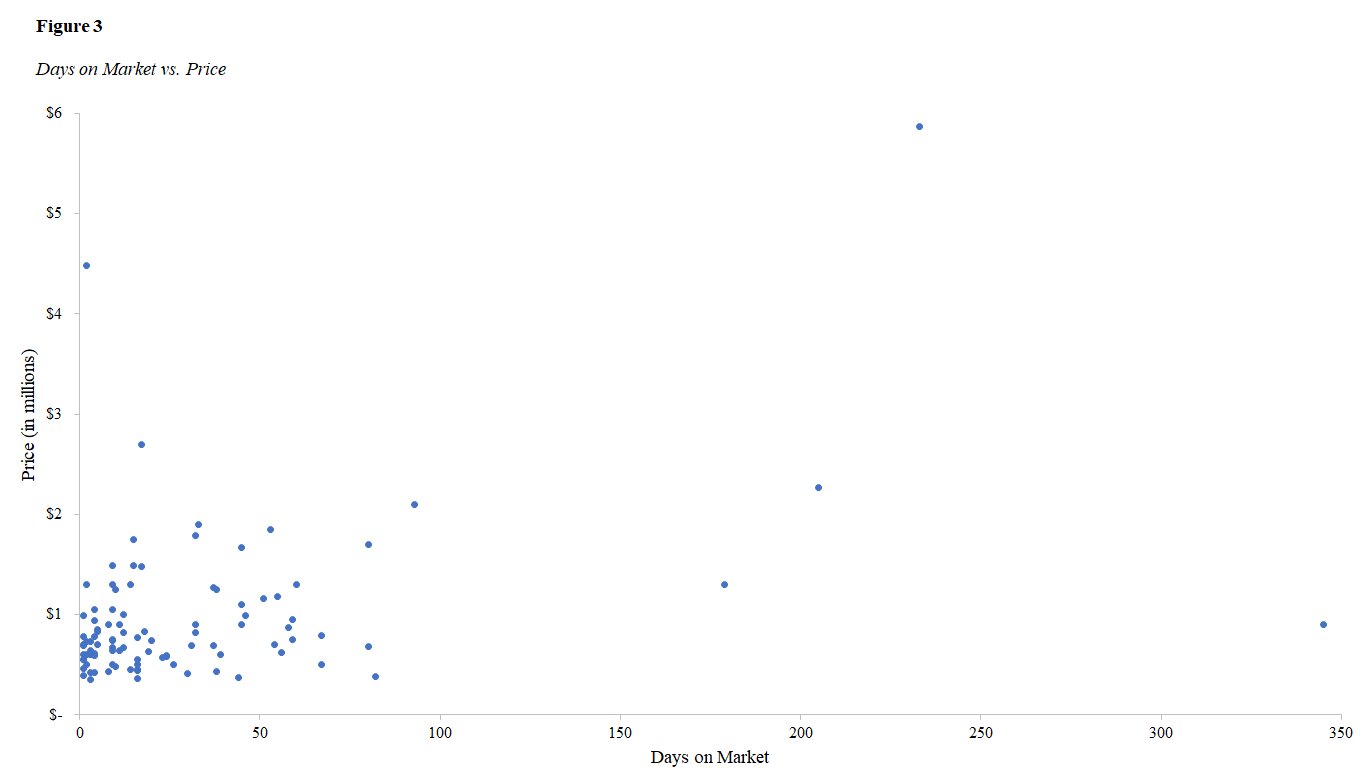 Figure 3
Days on Market vs. Price
$6
$5
$4
$3
$2
$1
$-
Price (in millions)
0 50 100 150 200 250 300 350
Days on Market